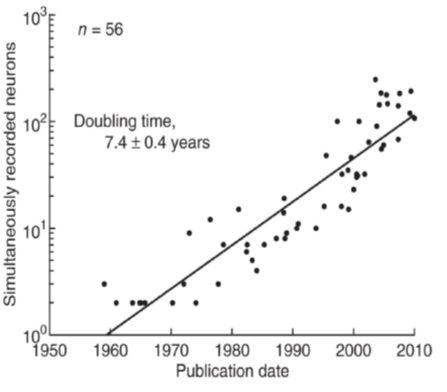 10³
n = 56
Doubling time,
7.4 ± 0.4 years
10²
10¹
10⁰
Simultaneously recorded neurons
1950 1960 1970 1980 1990 2000 2010
Publication date